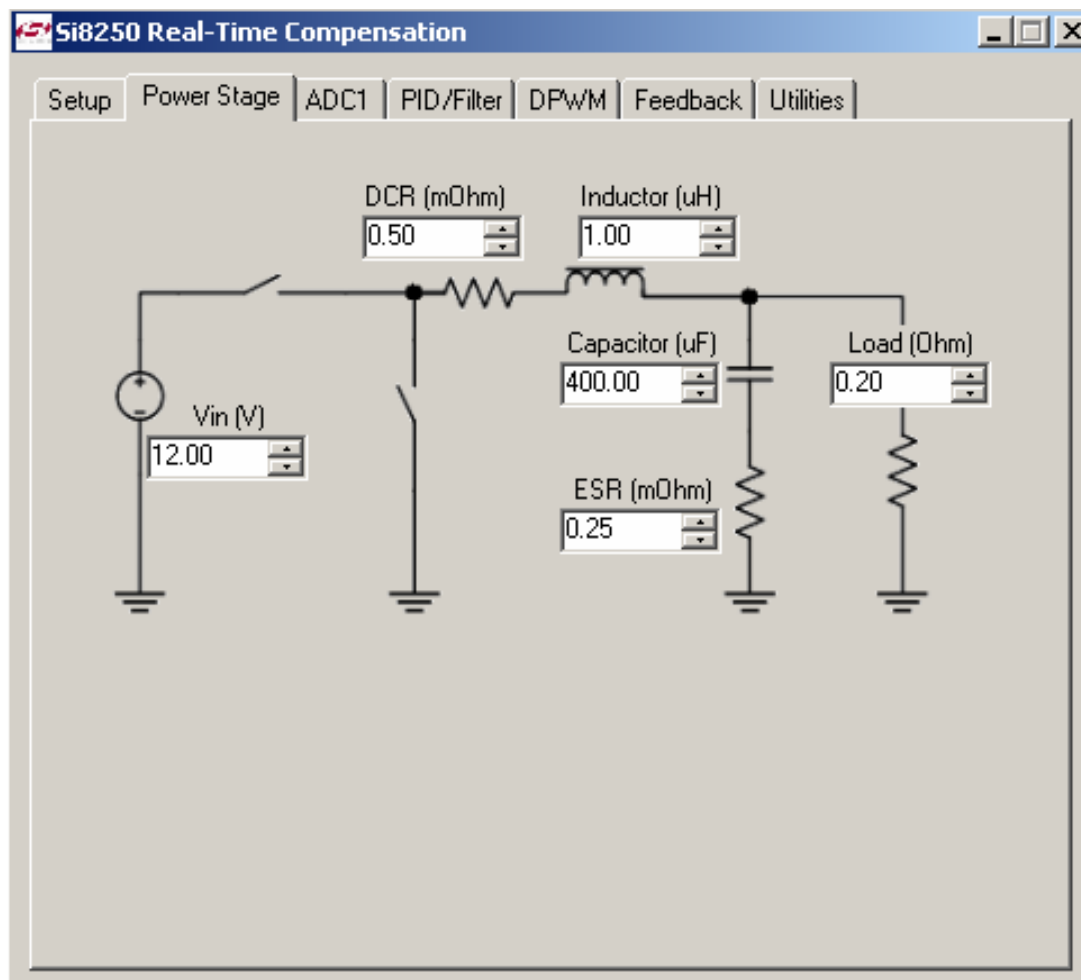 Si8250 Real-Time Compensation
Setup Power Stage ADC1 PID/Filter DPWM Feedback Utilities
DCR (mOhm) Inductor (uH)
0.50 1.00
Capacitor (uF) Load (Ohm)
400.00 0.20
Vin (V)
12.00
ESR (mOhm)
0.25